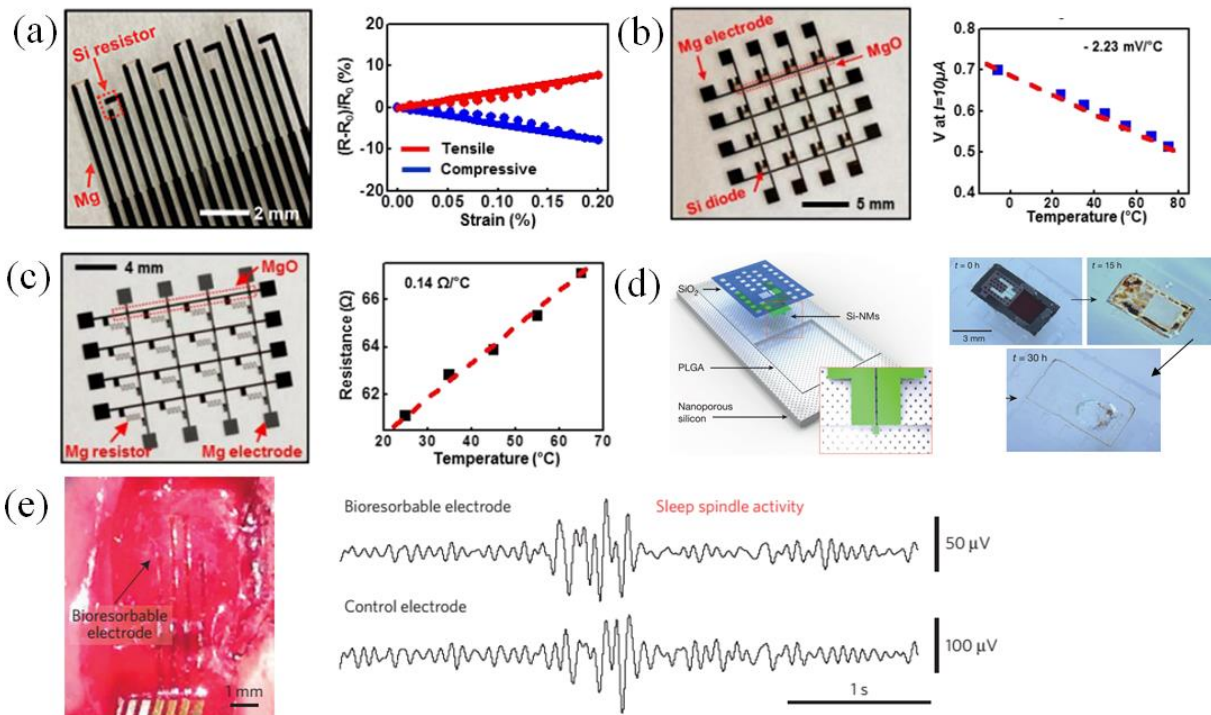 (a)
Si resistor
Mg
2 mm
(R-R0)/R0 (%)
20
10
0
-10
-20
Tensile
Compressive
0.00 0.05 0.10 0.15 0.20
Strain (%)
(b)
Mg electrode
MgO
Si diode
5 mm
V at I=10μA
0.8
0.7
0.6
0.5
0.4
- 2.23 mV/°C
0 20 40 60 80
Temperature (°C)
(c)
4 mm
MgO
Mg resistor
Mg electrode
Resistance (Ω)
66
64
62
0.14 Ω/°C
20 30 40 50 60 70
Temperature (°C)
(d)
SiO2
Si-NMs
PLGA
Nanoporous
silicon
t = 0 h
3 mm
t = 15 h
t = 30 h
(e)
Bioresorbable
electrode
1 mm
Bioresorbable electrode
Sleep spindle activity
50 μV
Control electrode
100 μV
1 s